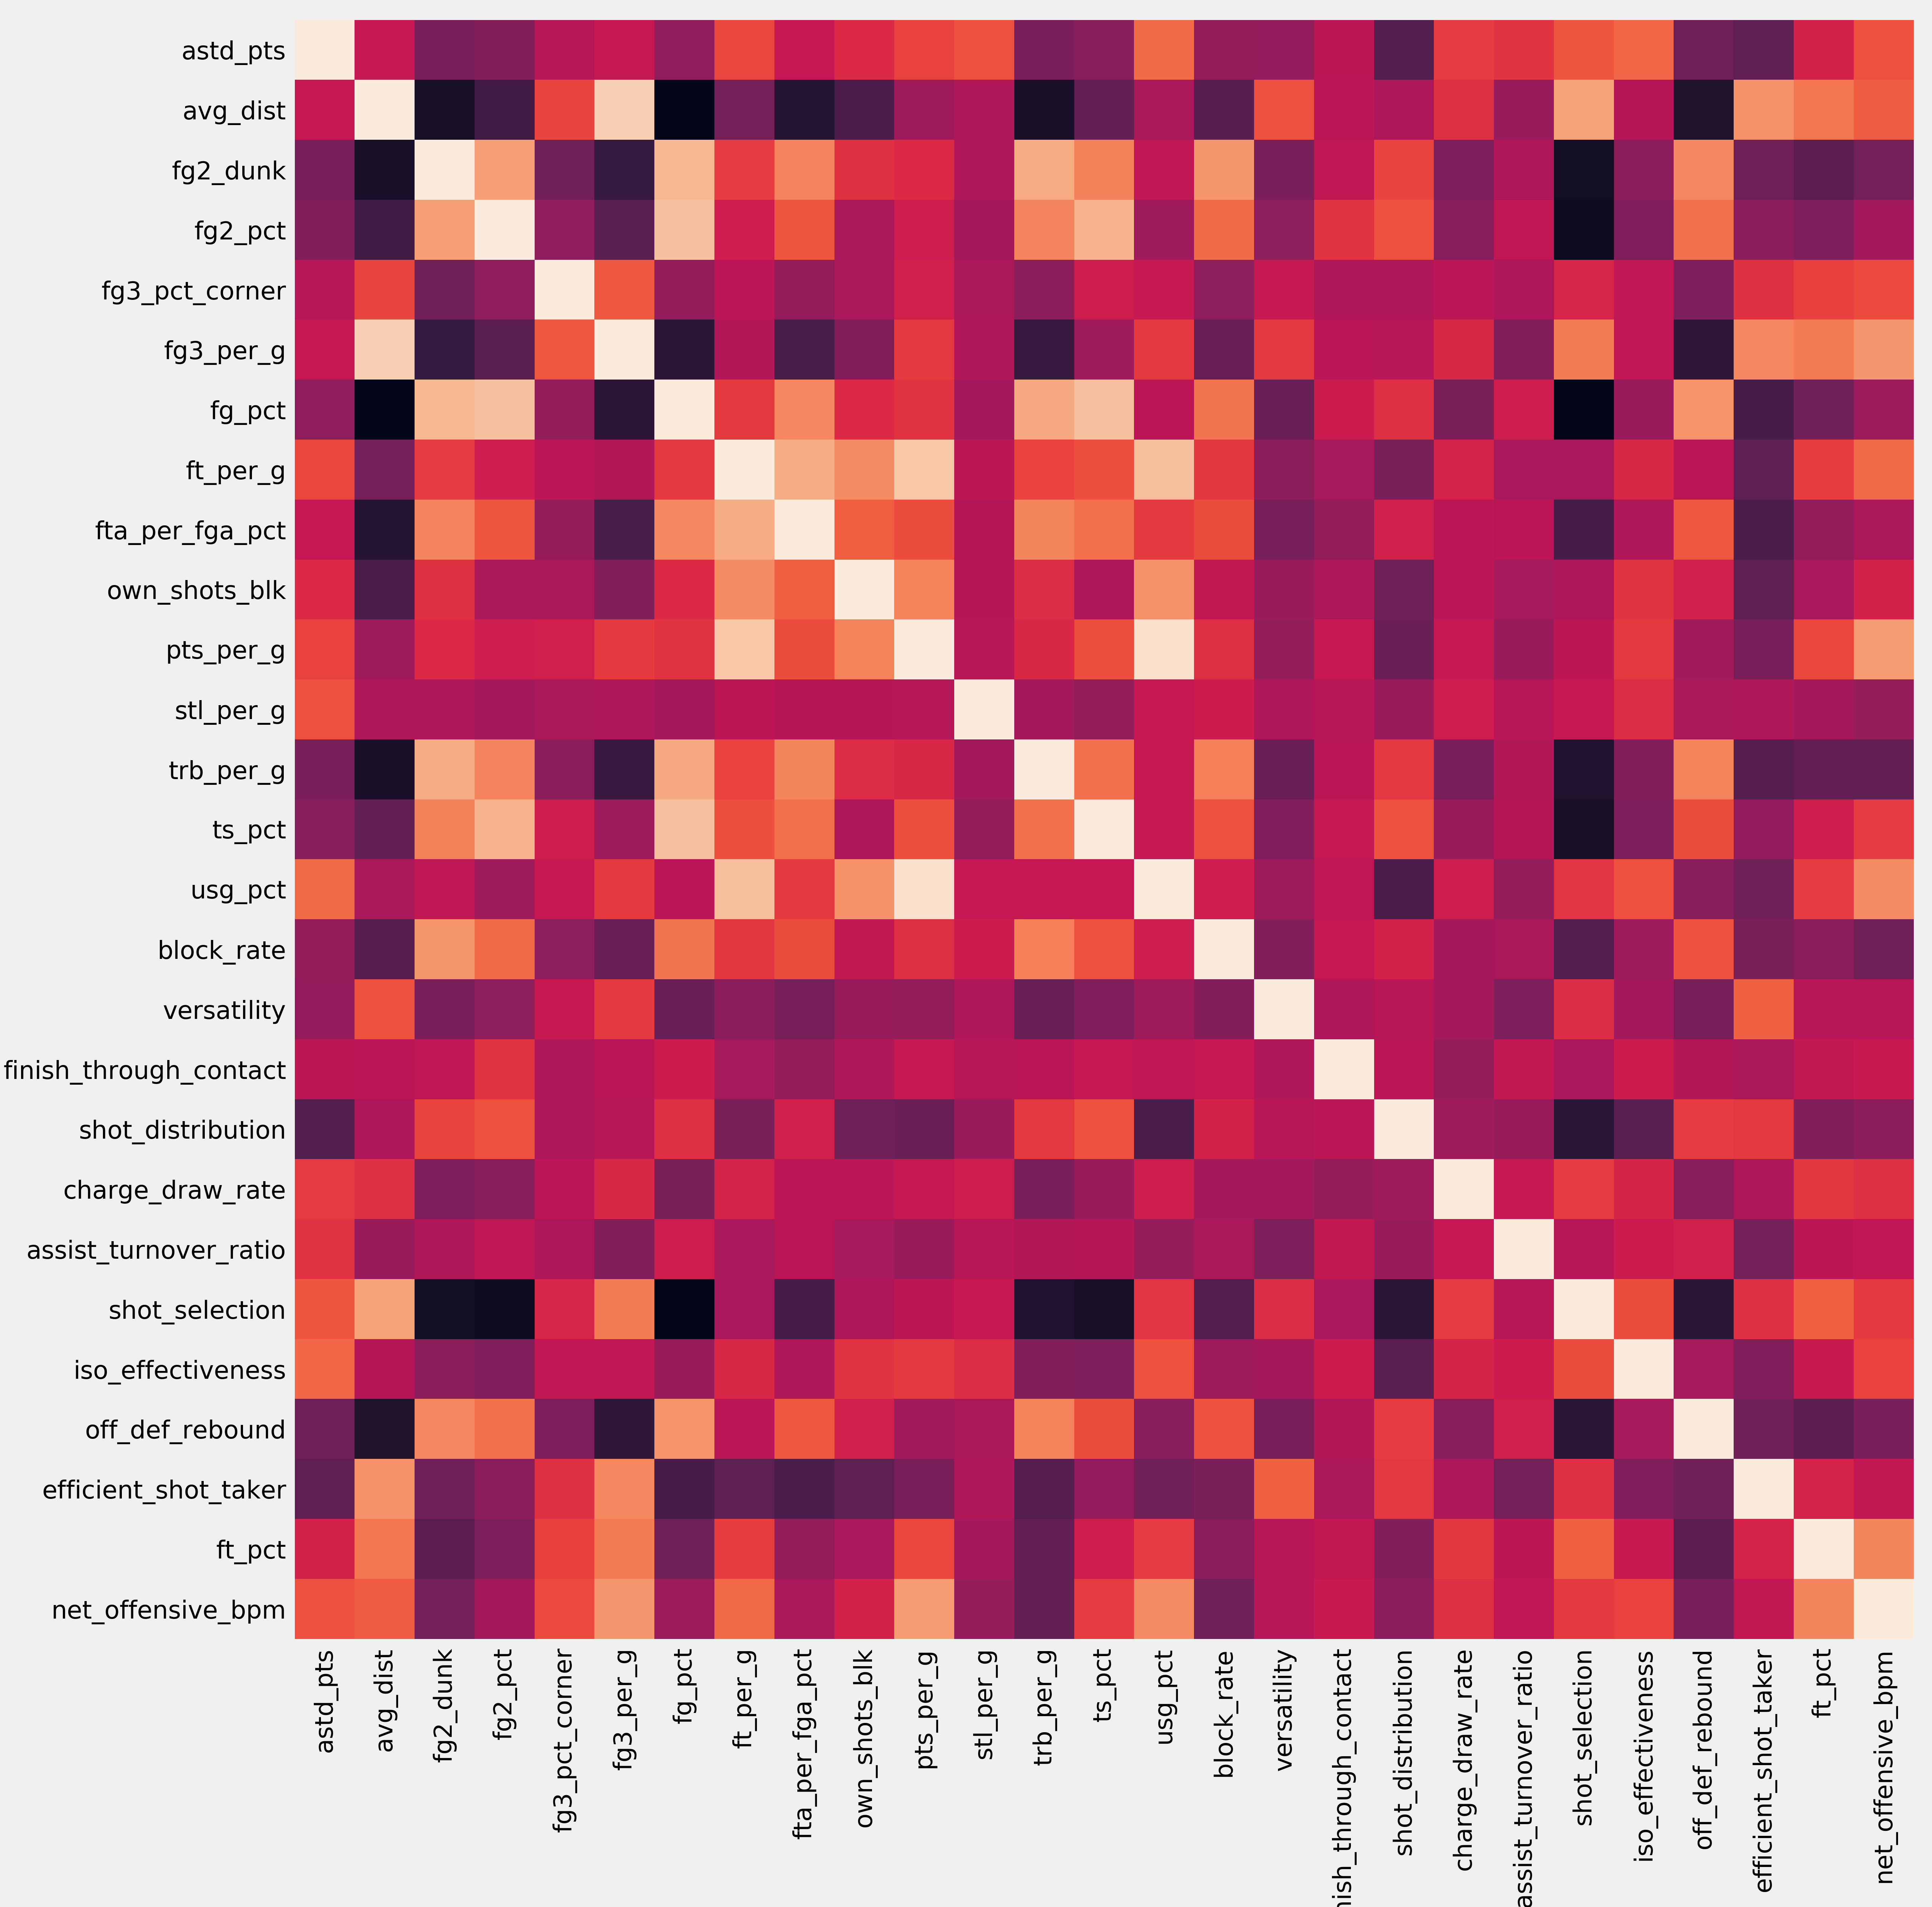 astd_pts
avg_dist
fg2_dunk
fg2_pct
fg3_pct_corner
fg3_per_g
fg_pct
ft_per_g
fta_per_fga_pct
own_shots_blk
pts_per_g
stl_per_g
trb_per_g
ts_pct
usg_pct
block_rate
versatility
finish_through_contact
shot_distribution
charge_draw_rate
assist_turnover_ratio
shot_selection
iso_effectiveness
off_def_rebound
efficient_shot_taker
ft_pct
net_offensive_bpm
astd_pts
avg_dist
fg2_dunk
fg2_pct
fg3_pct_corner
fg3_per_g
fg_pct
ft_per_g
fta_per_fga_pct
own_shots_blk
pts_per_g
stl_per_g
trb_per_g
ts_pct
usg_pct
block_rate
versatility
nish_through_contact
shot_distribution
charge_draw_rate
assist_turnover_ratio
shot_selection
iso_effectiveness
off_def_rebound
efficient_shot_taker
ft_pct
net_offensive_bpm